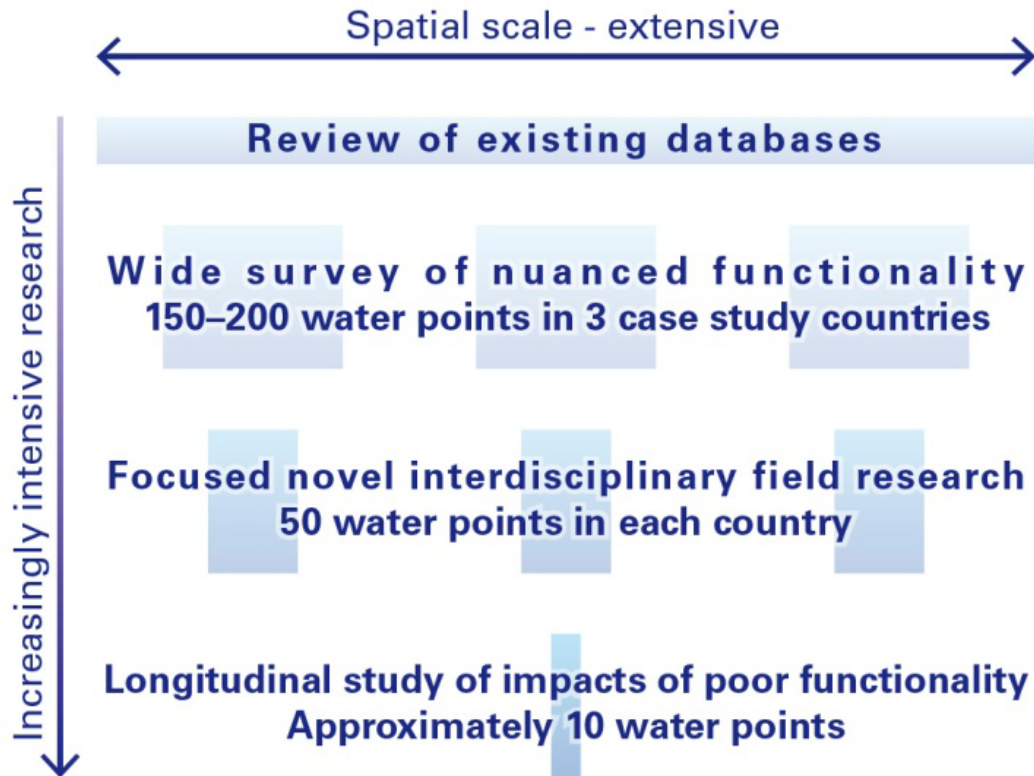 Spatial scale - extensive
Increasingly intensive research
Review of existing databases
Wide survey of nuanced functionality
150–200 water points in 3 case study countries
Focused novel interdisciplinary field research
50 water points in each country
Longitudinal study of impacts of poor functionality
Approximately 10 water points